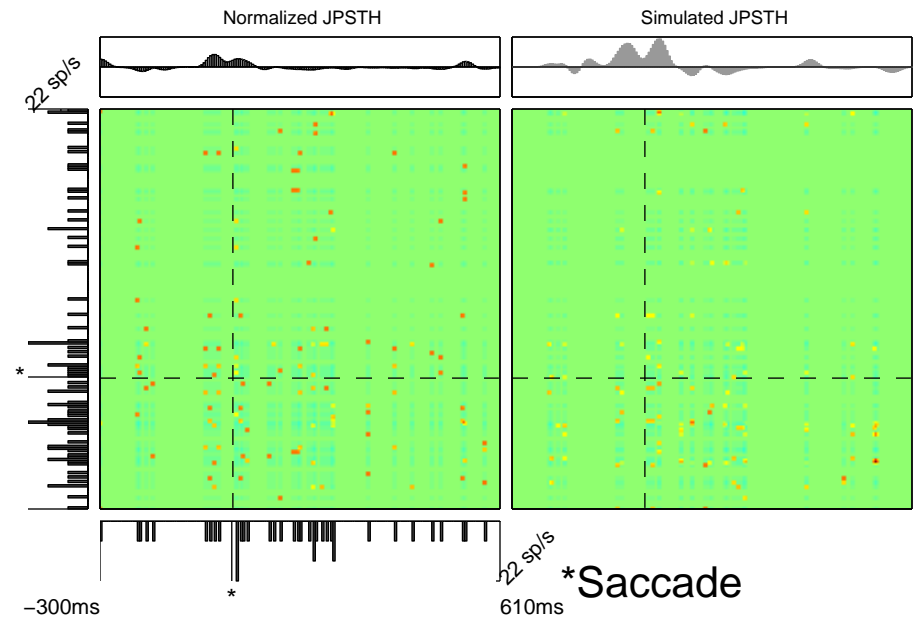 Normalized JPSTH
Simulated JPSTH
22 sp/s
*
22 sp/s
*Saccade
*
−300ms
610ms